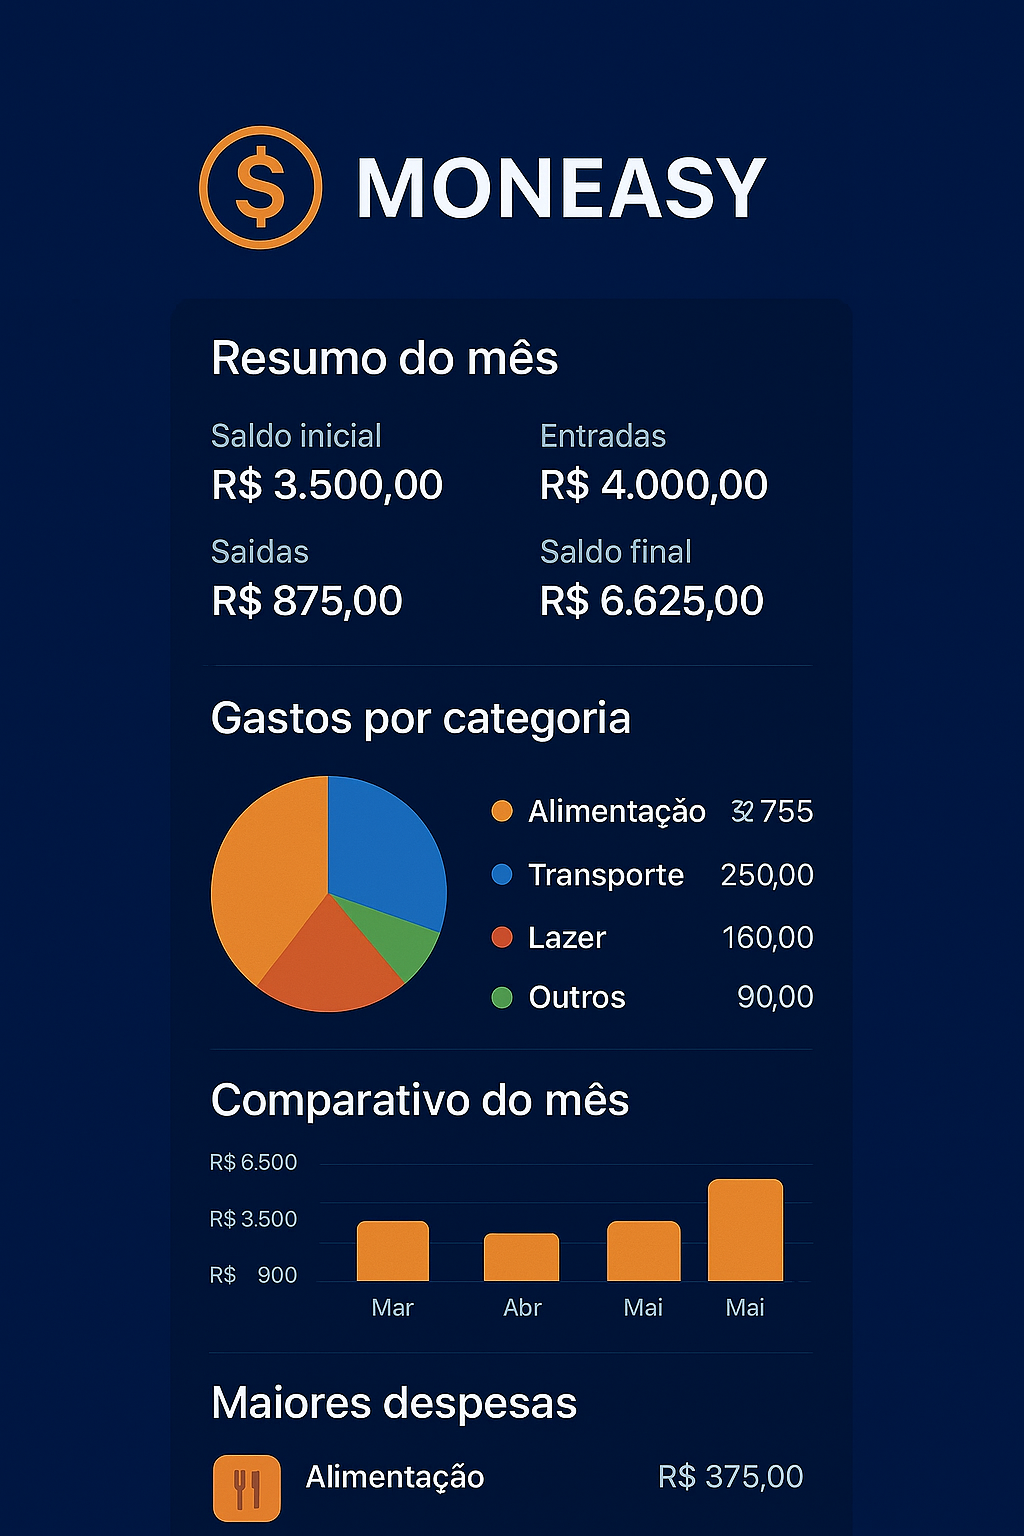 $ MONEASY
Resumo do mês
Saldo inicial Entradas
R$ 3.500,00 R$ 4.000,00
Saidas Saldo final
R$ 875,00 R$ 6.625,00
Gastos por categoria
Alimentação 755
Transporte 250,00
Lazer 160,00
Outros 90,00
Comparativo do mês
R$ 6.500
R$ 3.500
R$ 900
Mar Abr Mai Mai
Maiores despesas
Alimentação R$ 375,00